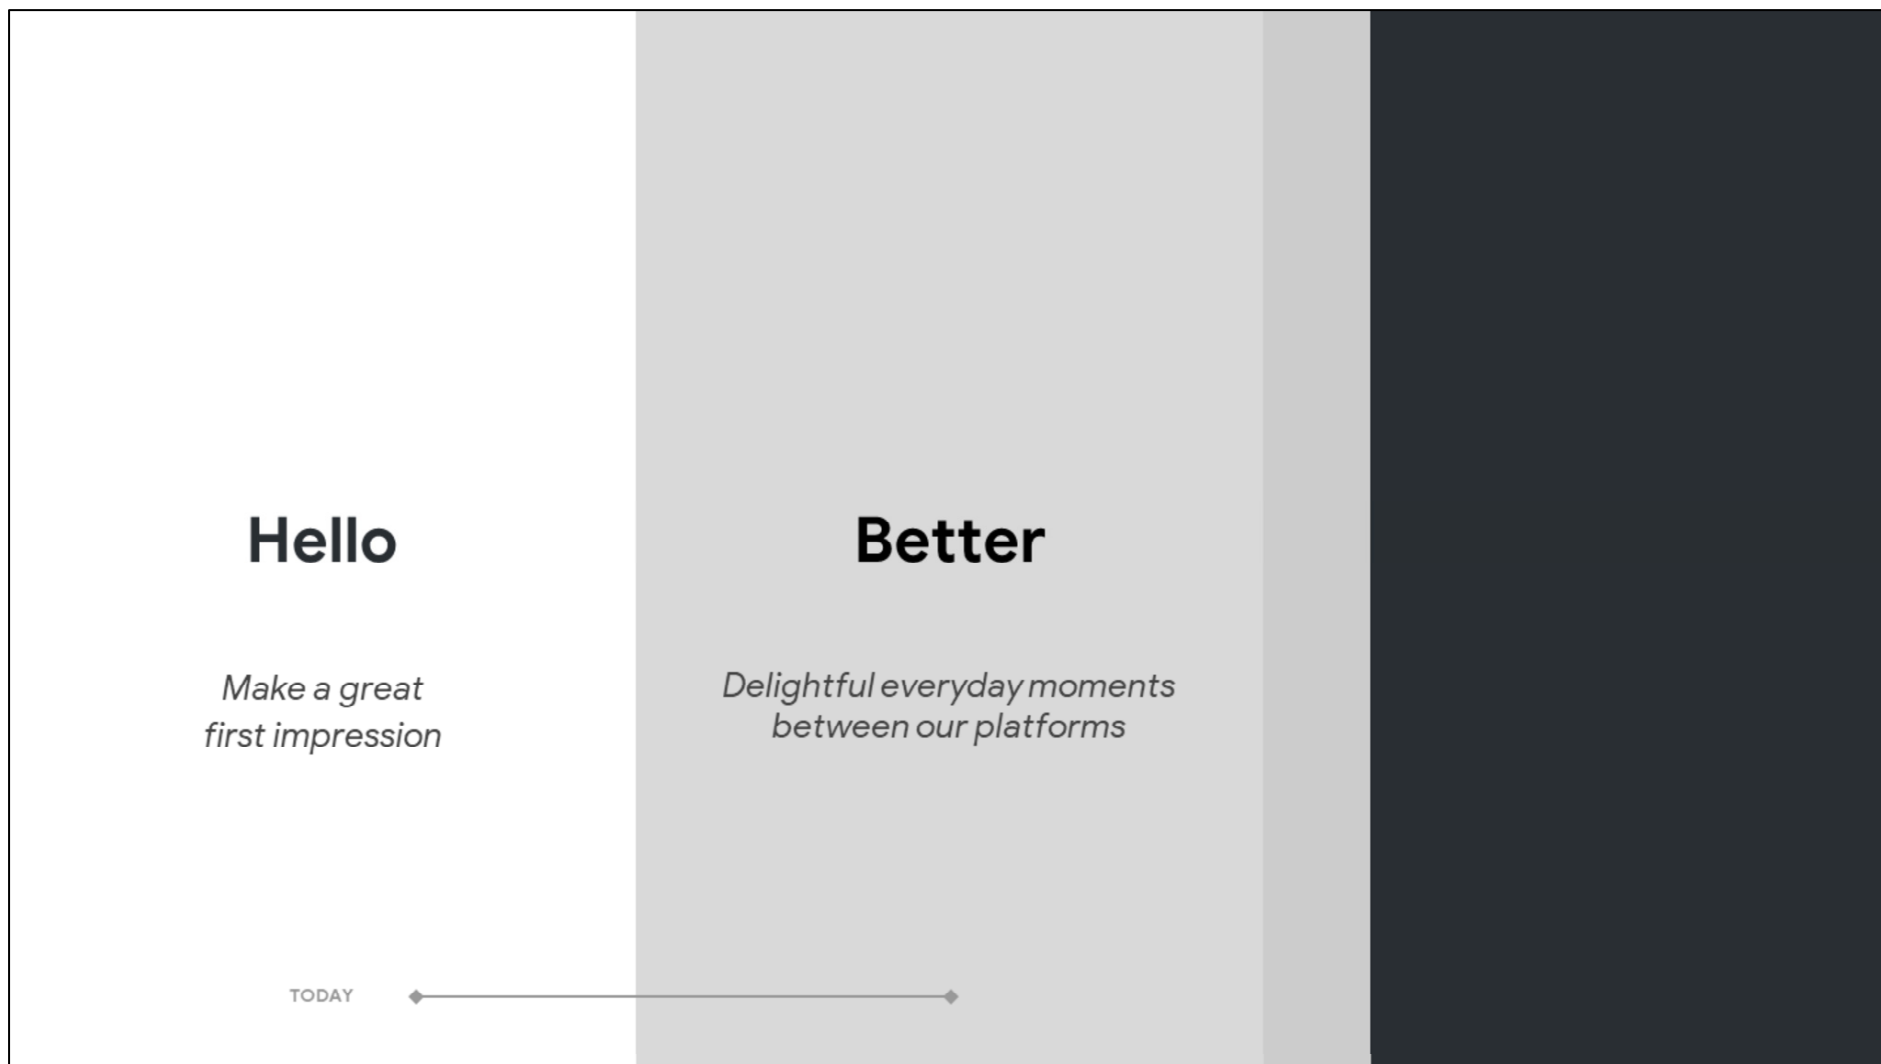 Hello
Make a great
first impression
Better
Delightful everyday moments
between our platforms
TODAY